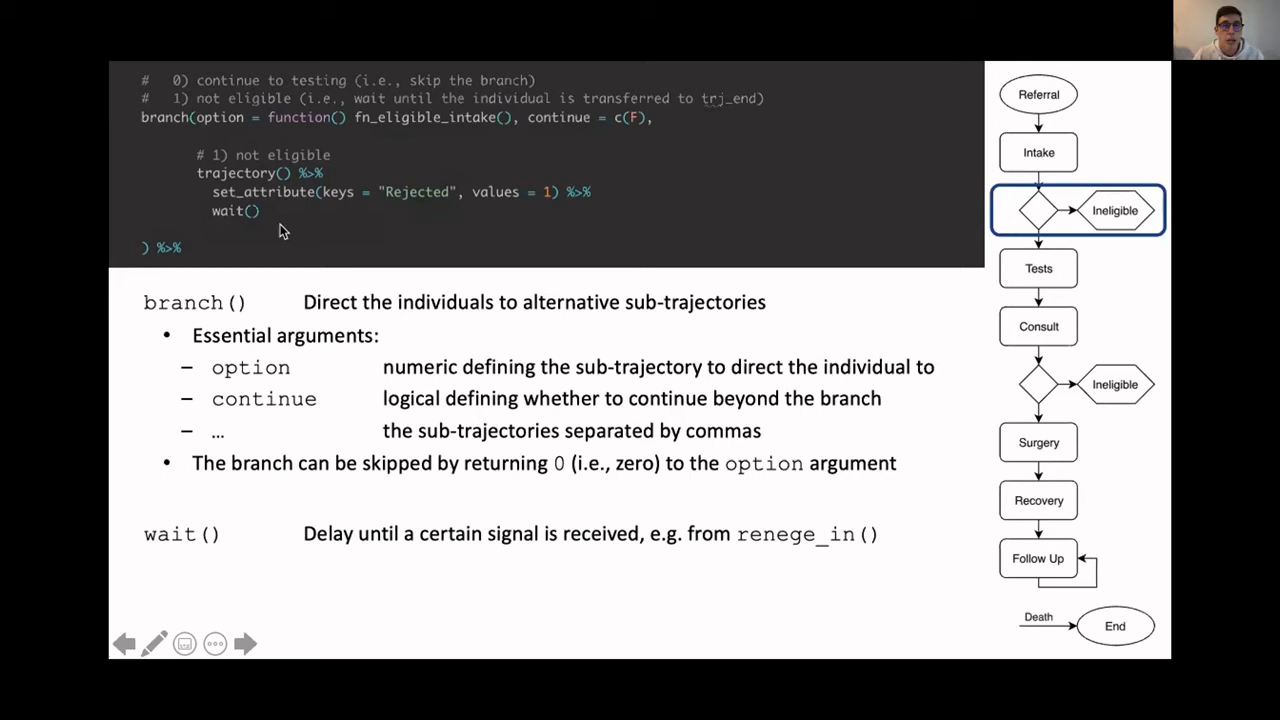 # 0) continue to testing (i.e., skip the branch)
# 1) not eligible (i.e., wait until the individual is transferred to trj_end)
branch(option = function() fn_eligible_intake(), continue = c(F),
# 1) not eligible
trajectory() %>%
set_attribute(keys = "Rejected", values = 1) %>%
wait()
) %>%
branch() Direct the individuals to alternative sub-trajectories
• Essential arguments:
– option numeric defining the sub-trajectory to direct the individual to
– continue logical defining whether to continue beyond the branch
– … the sub-trajectories separated by commas
• The branch can be skipped by returning 0 (i.e., zero) to the option argument
wait() Delay until a certain signal is received, e.g. from renege_in()
Referral
Intake
Ineligible
Tests
Consult
Ineligible
Surgery
Recovery
Follow Up
Death
End